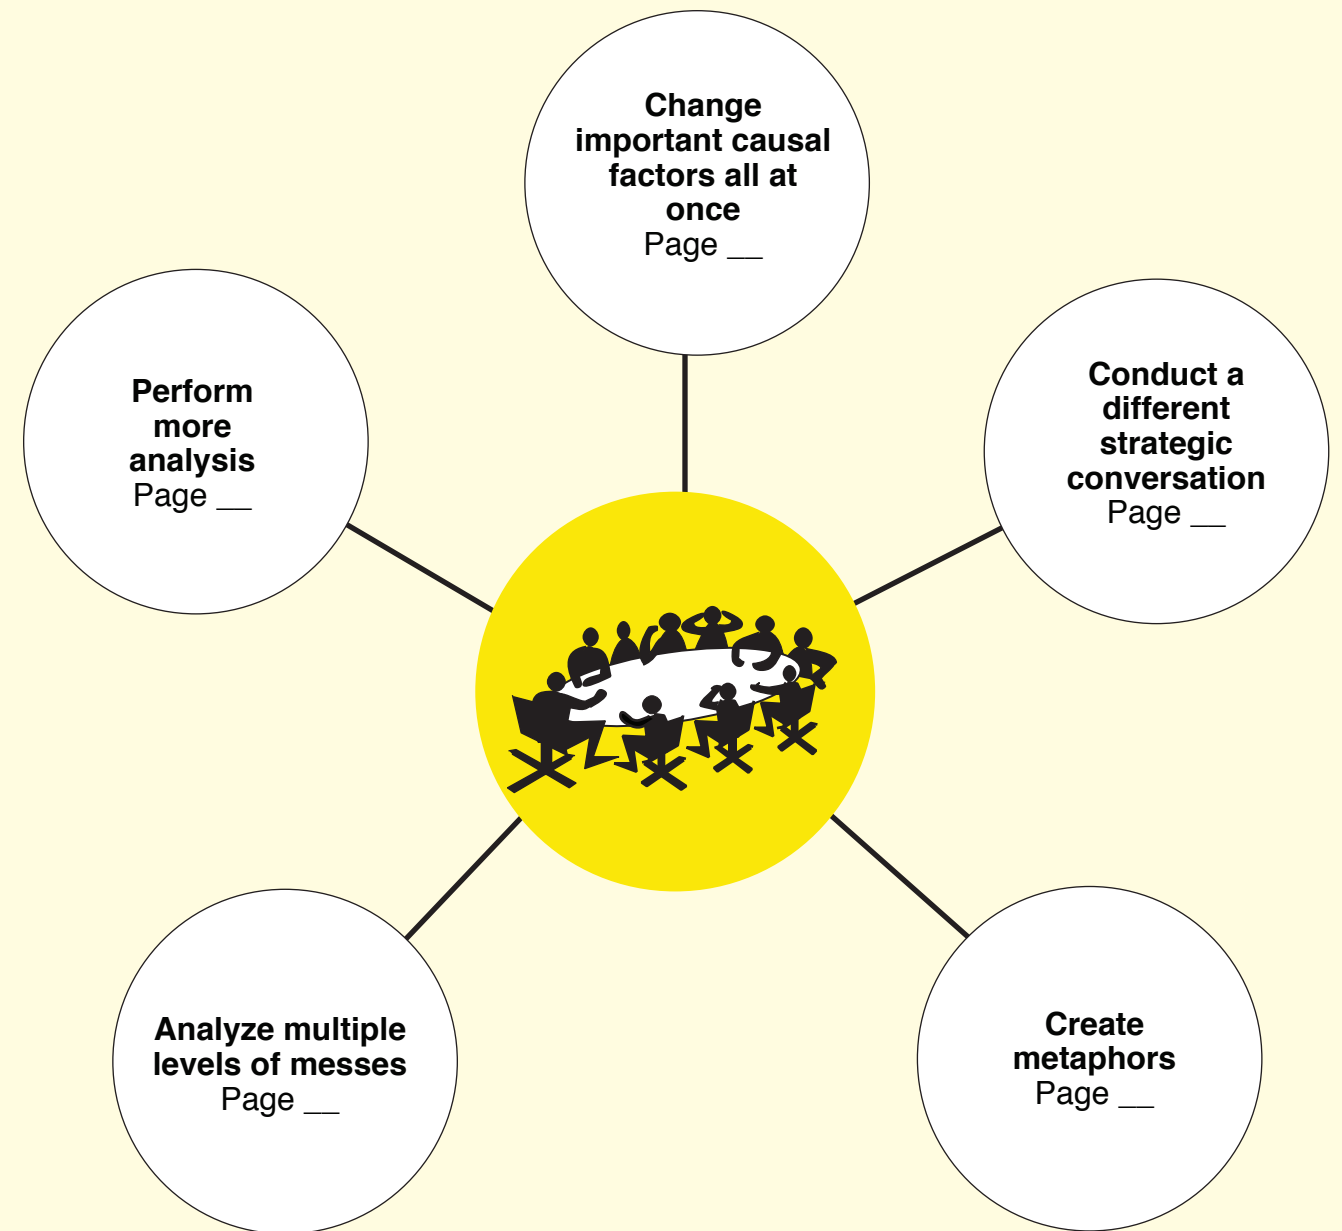 Change
important causal
factors all at
once
Page __
Perform
more
analysis
Page __
Conduct a
different
strategic
conversation
Page __
Analyze multiple
levels of messes
Page __
Create
metaphors
Page __